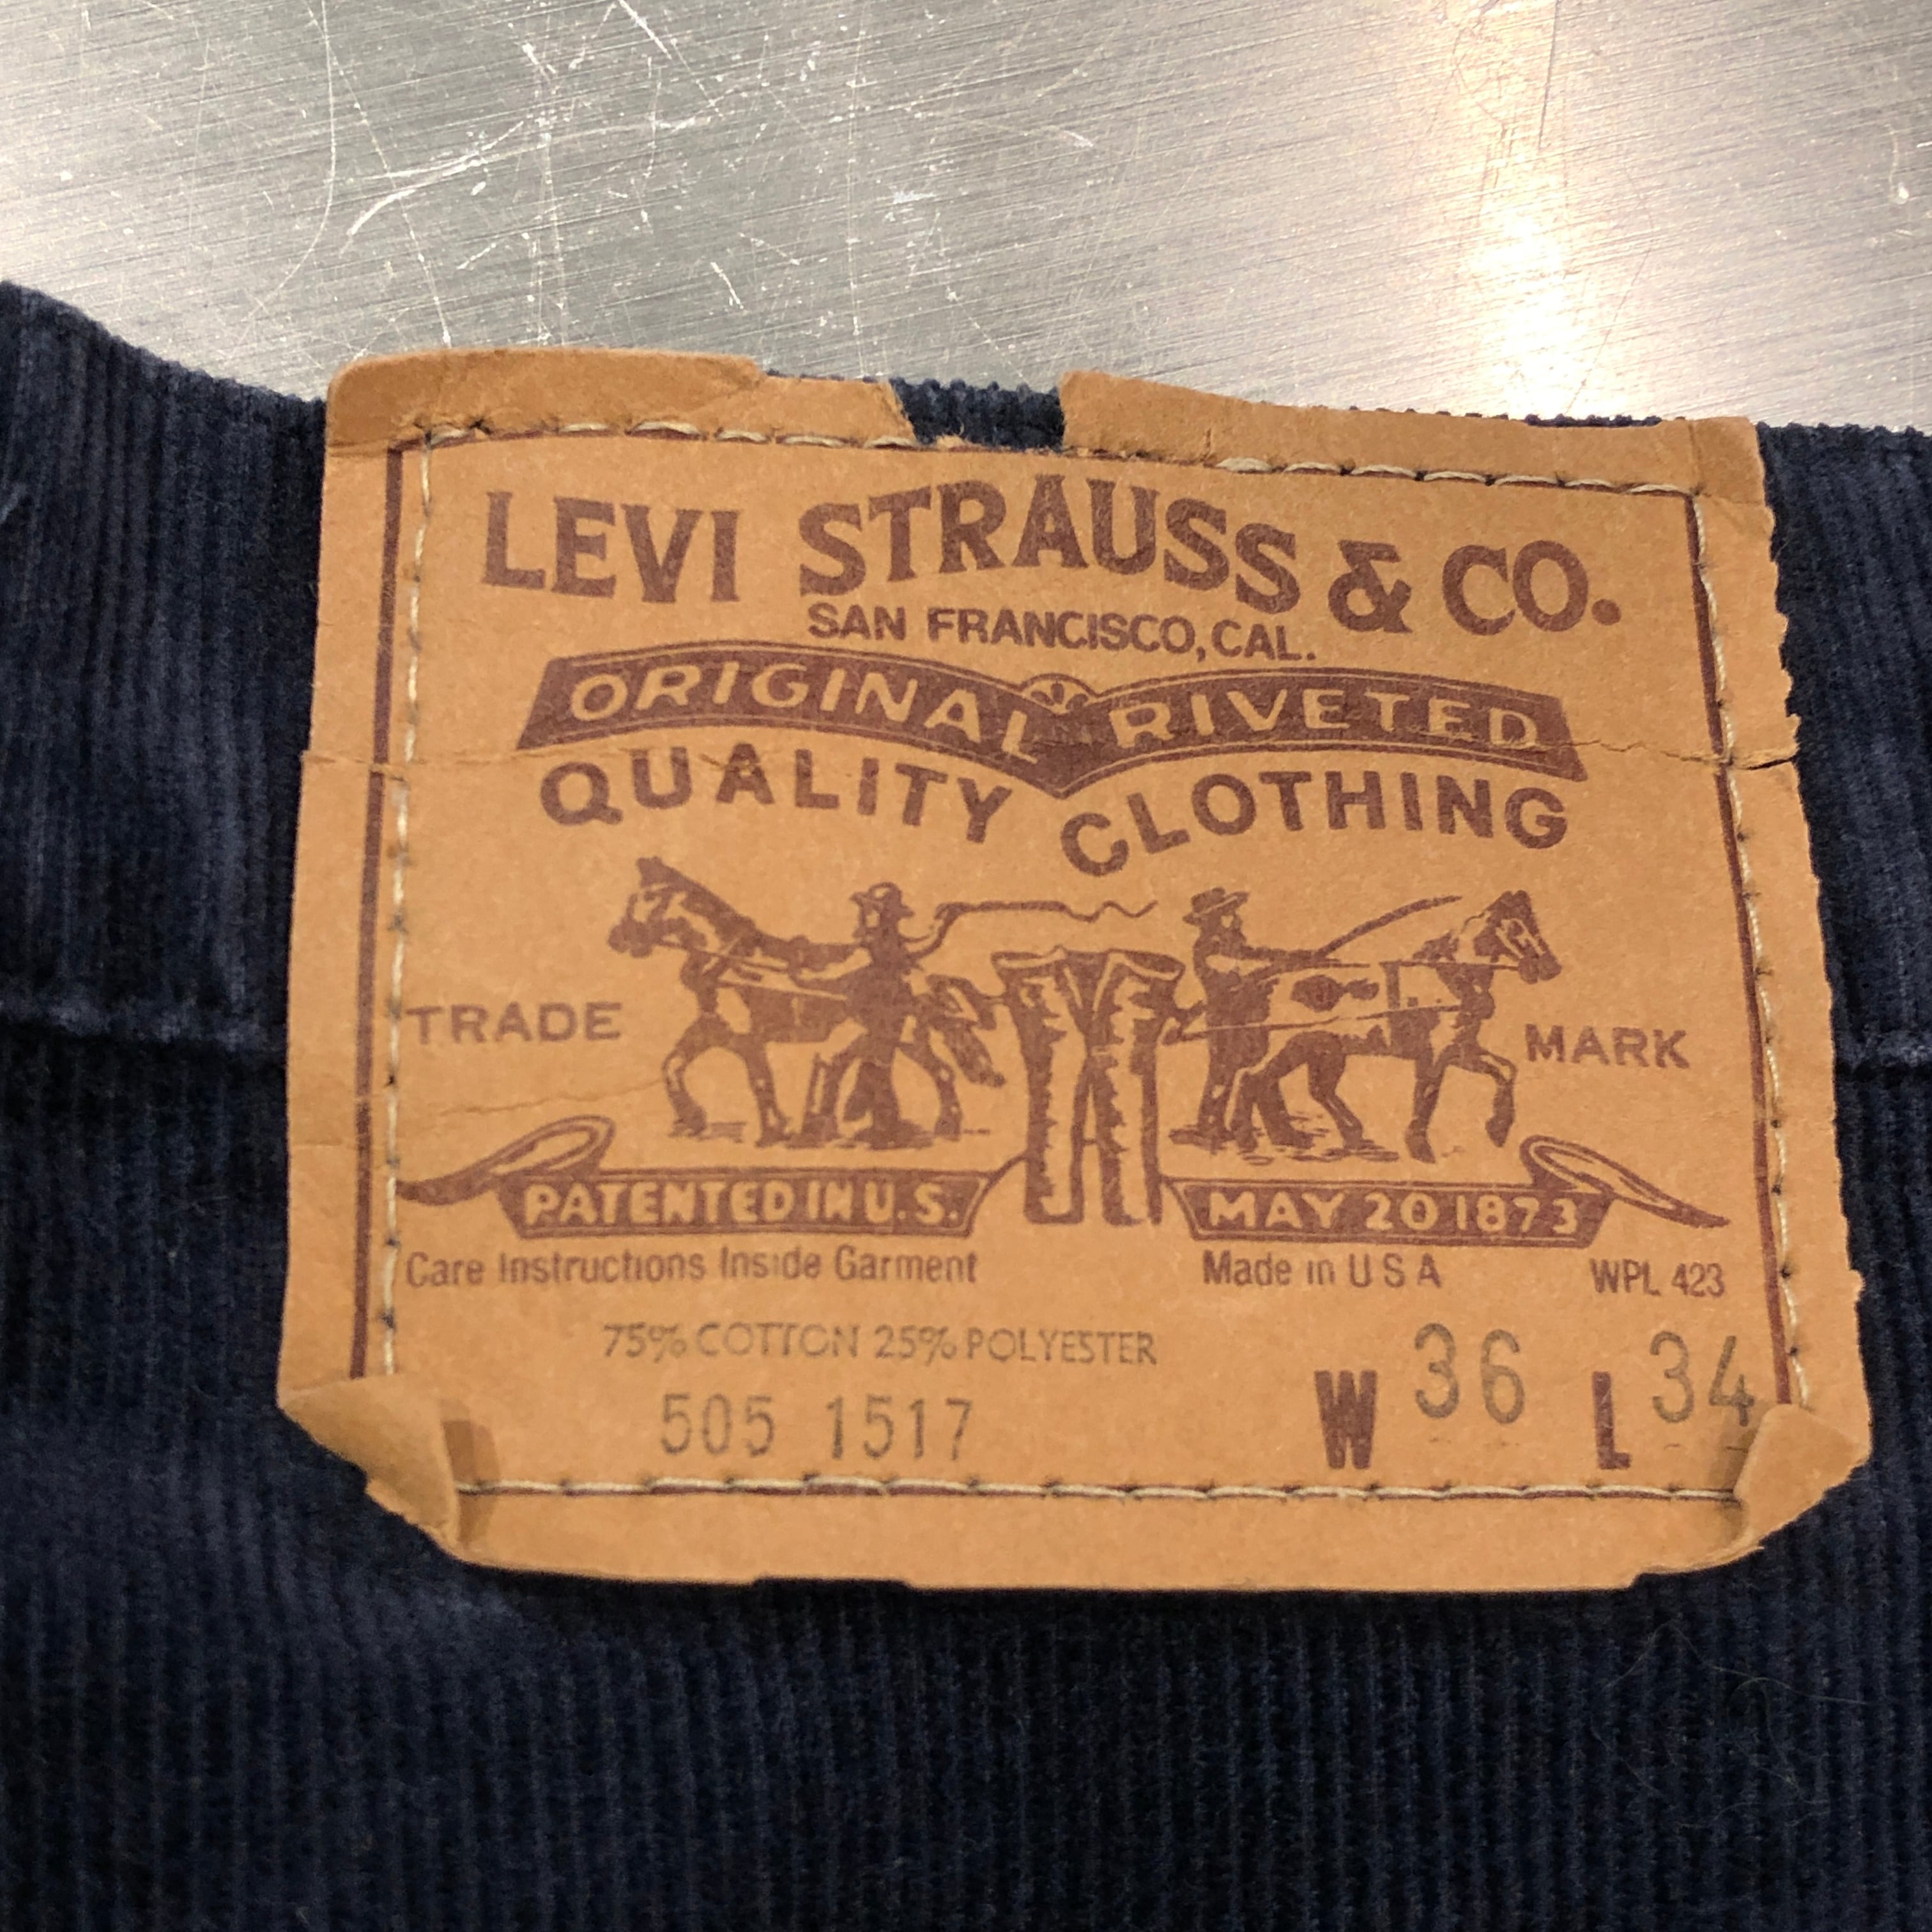 LEVI STRAUSS & CO.
SAN FRANCISCO, CAL.
ORIGINAL RIVETED
QUALITY CLOTHING
TRADE MARK
PATENTED IN U.S. MAY 20 1873
Care Instructions Inside Garment Made in U S A WPL 423
75% COTTON 25% POLYESTER
505 1517 W 36 L 34